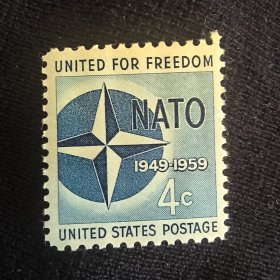 UNITED FOR FREEDOM
NATO
1949-1959
4c
UNITED STATES POSTAGE